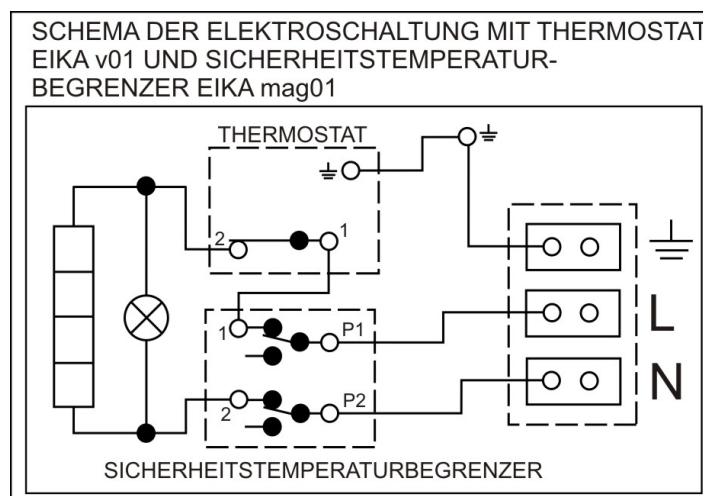 SCHEMA DER ELEKTROSCHALTUNG MIT THERMOSTAT
EIKA v01 UND SICHERHEITSTEMPERATUR-
BEGRENZER EIKA mag01
THERMOSTAT
2
1
1
P1
L
2
P2
N
SICHERHEITSTEMPERATURBEGRENZER